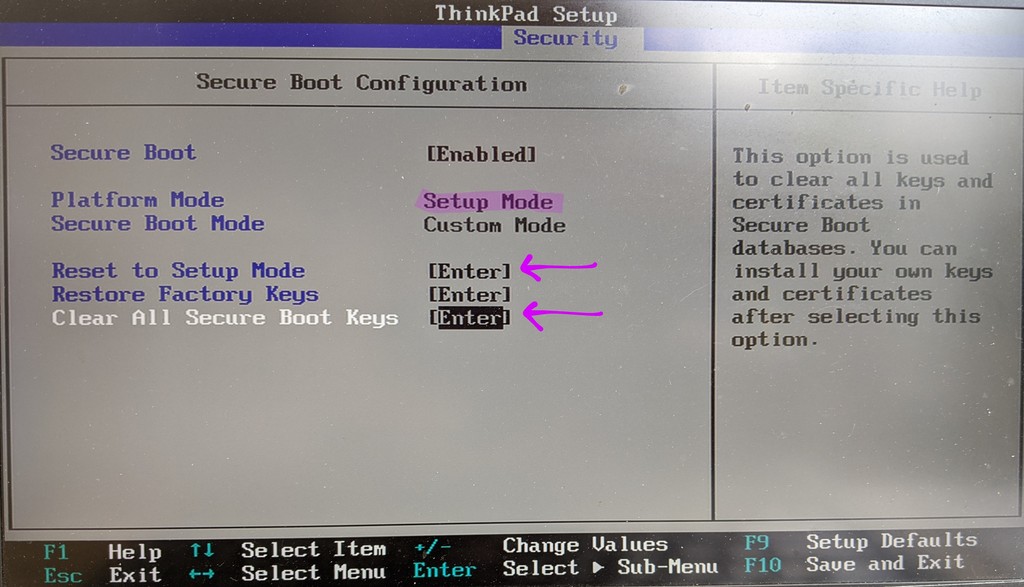 ThinkPad Setup
Security
Secure Boot Configuration
Item Specific Help
Secure Boot [Enabled]
Platform Mode Setup Mode
Secure Boot Mode Custom Mode
Reset to Setup Mode [Enter]
Restore Factory Keys [Enter]
Clear All Secure Boot Keys [Enter]
This option is used
to clear all keys and
certificates in
Secure Boot
databases. You can
install your own keys
and certificates
after selecting this
option.
F1 Help ↑↓ Select Item +/- Change Values F9 Setup Defaults
Esc Exit ←→ Select Menu Enter Select ▶ Sub-Menu F10 Save and Exit